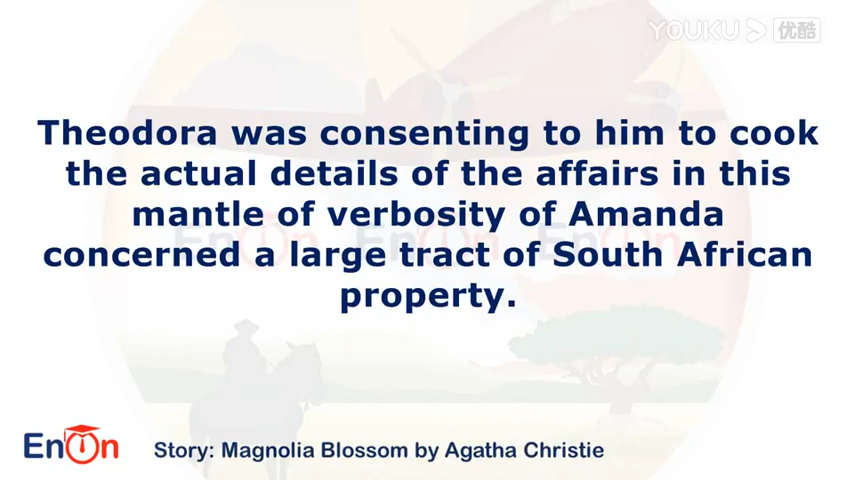 YOUKU 优酷
Theodora was consenting to him to cook
the actual details of the affairs in this
mantle of verbosity of Amanda
concerned a large tract of South African
property.
EnOn
Story: Magnolia Blossom by Agatha Christie